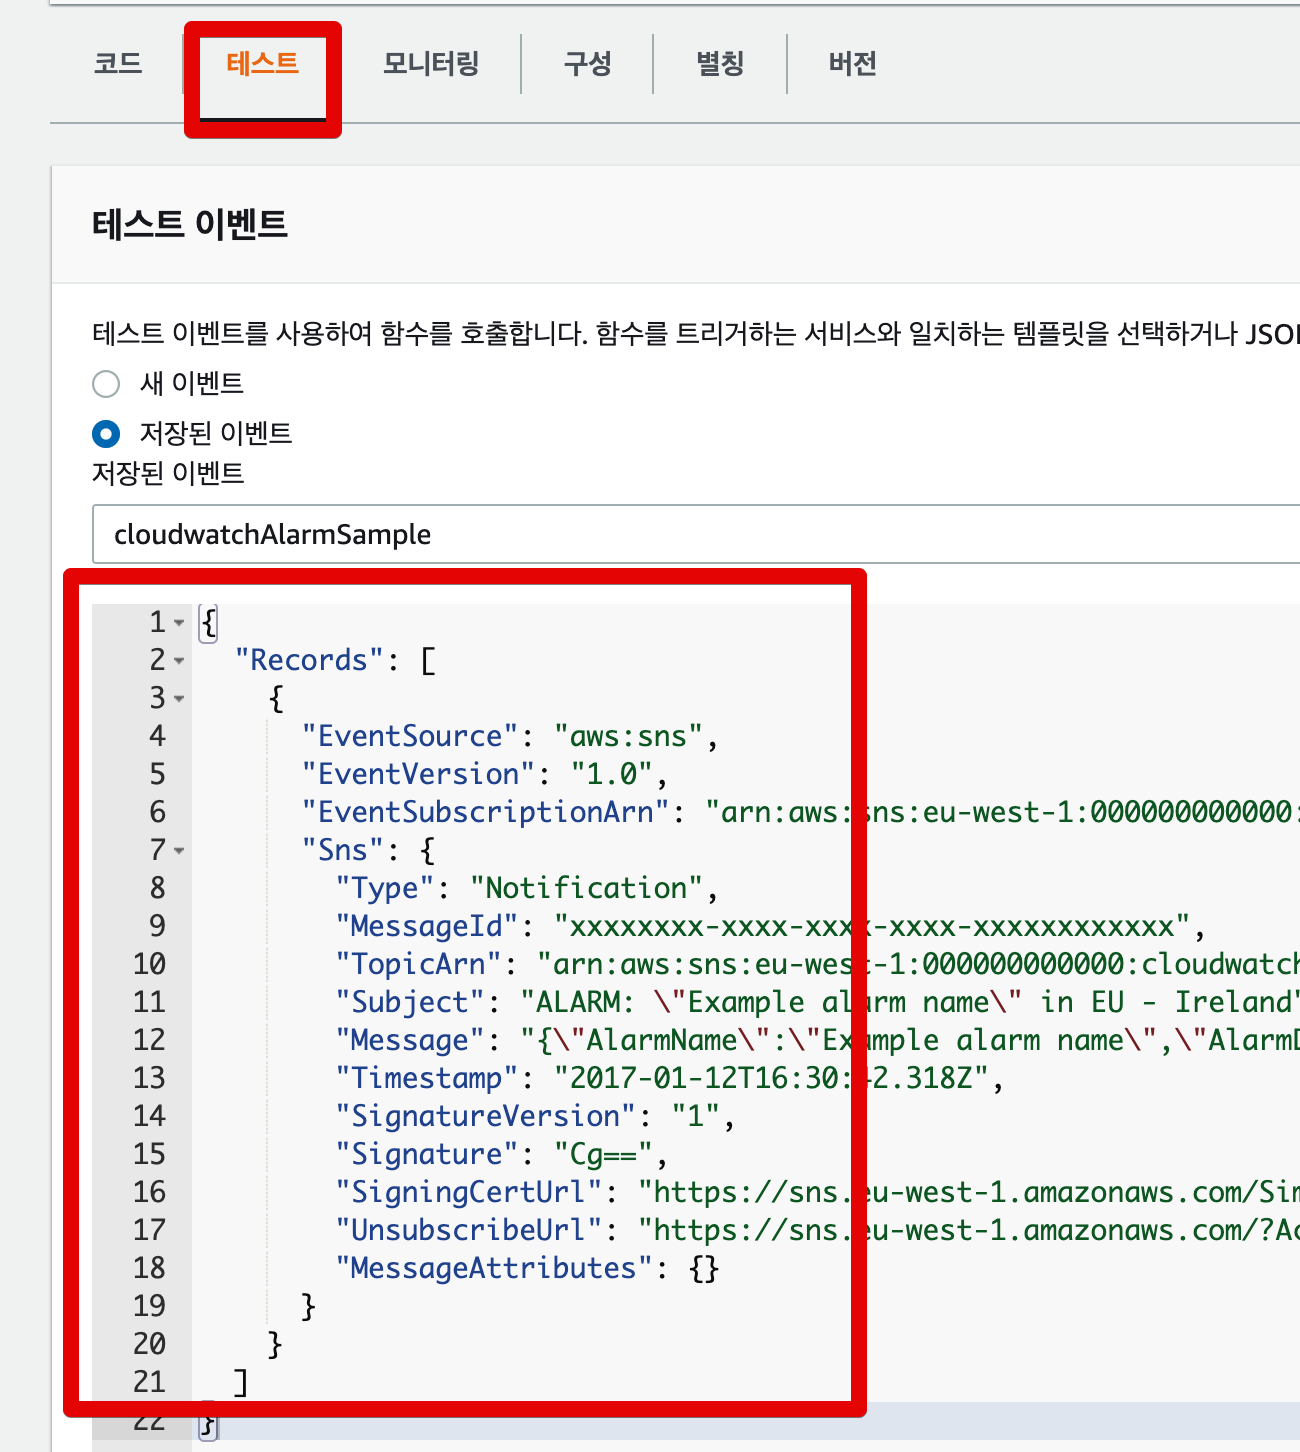 코드 테스트 모니터링 구성 별칭 버전
테스트 이벤트
테스트 이벤트를 사용하여 함수를 호출합니다. 함수를 트리거하는 서비스와 일치하는 템플릿을 선택하거나
새 이벤트
저장된 이벤트
저장된 이벤트
cloudwatchAlarmSample
1 {
2 "Records": [
3 {
4 "EventSource": "aws:sns",
5 "EventVersion": "1.0",
6 "EventSubscriptionArn": "arn:aws:sns:eu-west-1:000000000000:
7 "Sns": {
8 "Type": "Notification",
9 "MessageId": "xxxxxxxx-xxxx-xxxx-xxxx-xxxxxxxxxxxx",
10 "TopicArn": "arn:aws:sns:eu-west-1:000000000000:cloudwatch
11 "Subject": "ALARM: \"Example alarm name\" in EU - Ireland"
12 "Message": "{\"AlarmName\":\"Example alarm name\",\"Alarm
13 "Timestamp": "2017-01-12T16:30:42.318Z",
14 "SignatureVersion": "1",
15 "Signature": "Cg==",
16 "SigningCertUrl": "https://sns.eu-west-1.amazonaws.com/Sim
17 "UnsubscribeUrl": "https://sns.eu-west-1.amazonaws.com/?Ac
18 "MessageAttributes": {}
19 }
20 }
21 ]
22 }